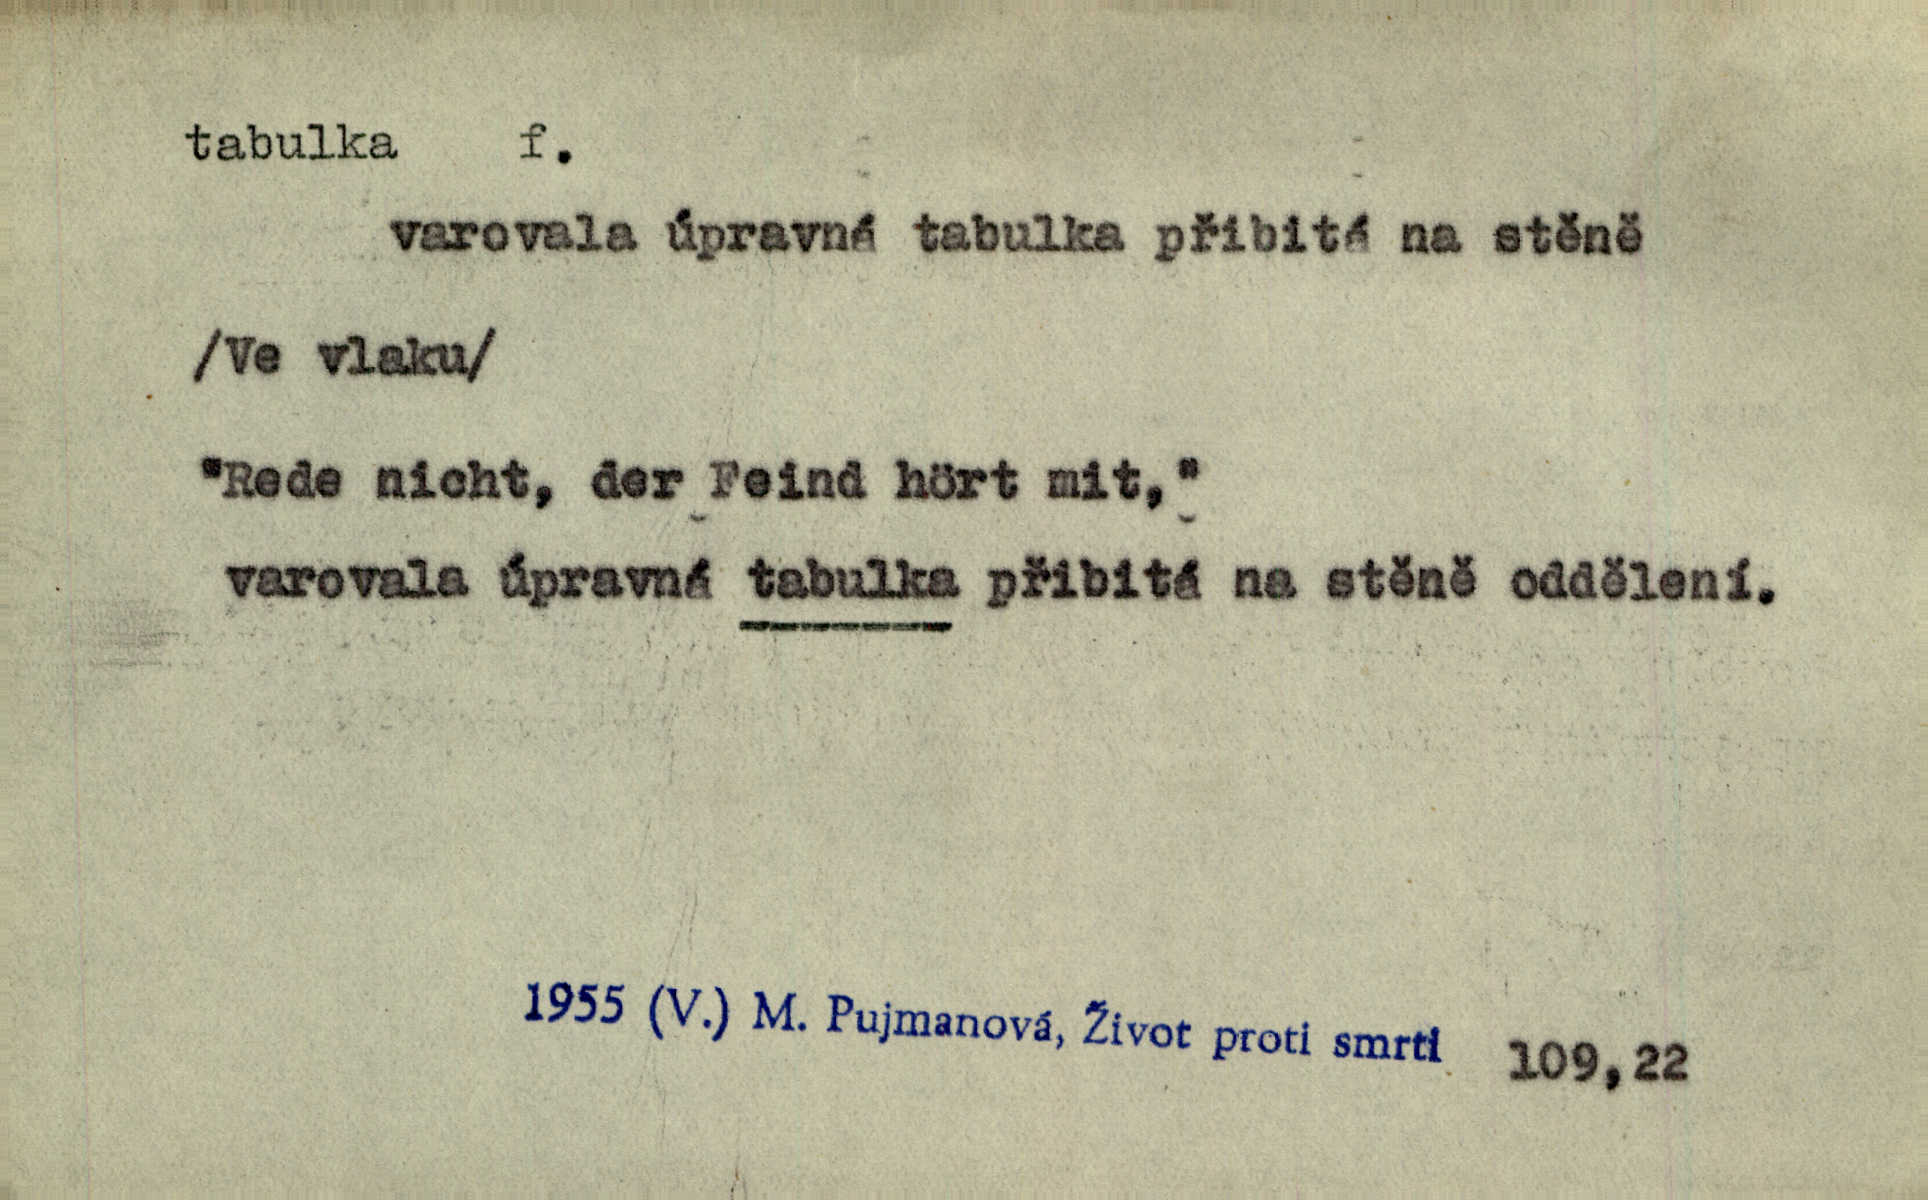 tabulka f.
varovala úpravná tabulka přibitá na stěně
/Ve vlaku/
"Rede nicht, der Feind hört mit,"
varovala úpravná tabulka přibitá na stěně oddělení.
1955 (V.) M. Pujmanová, Život proti smrti 109,22